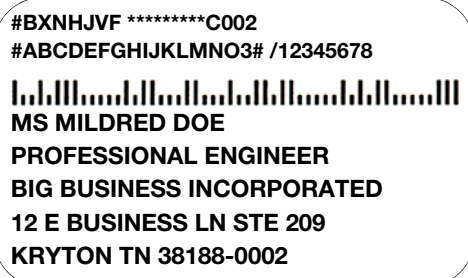 #BXNHJVF *********C002
#ABCDEFGHIJKLMNO3# /12345678
MS MILDRED DOE
PROFESSIONAL ENGINEER
BIG BUSINESS INCORPORATED
12 E BUSINESS LN STE 209
KRYTON TN 38188-0002